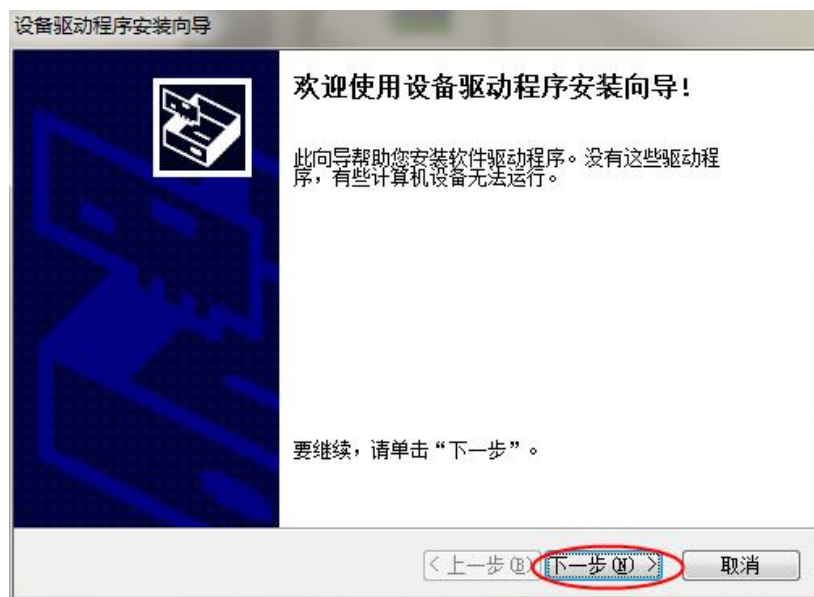 设备驱动程序安装向导
欢迎使用设备驱动程序安装向导!
此向导帮助您安装软件驱动程序。没有这些驱动程
序，有些计算机设备无法运行。
要继续，请单击“下一步”。
< 上一步(B) 下一步(N) > 取消